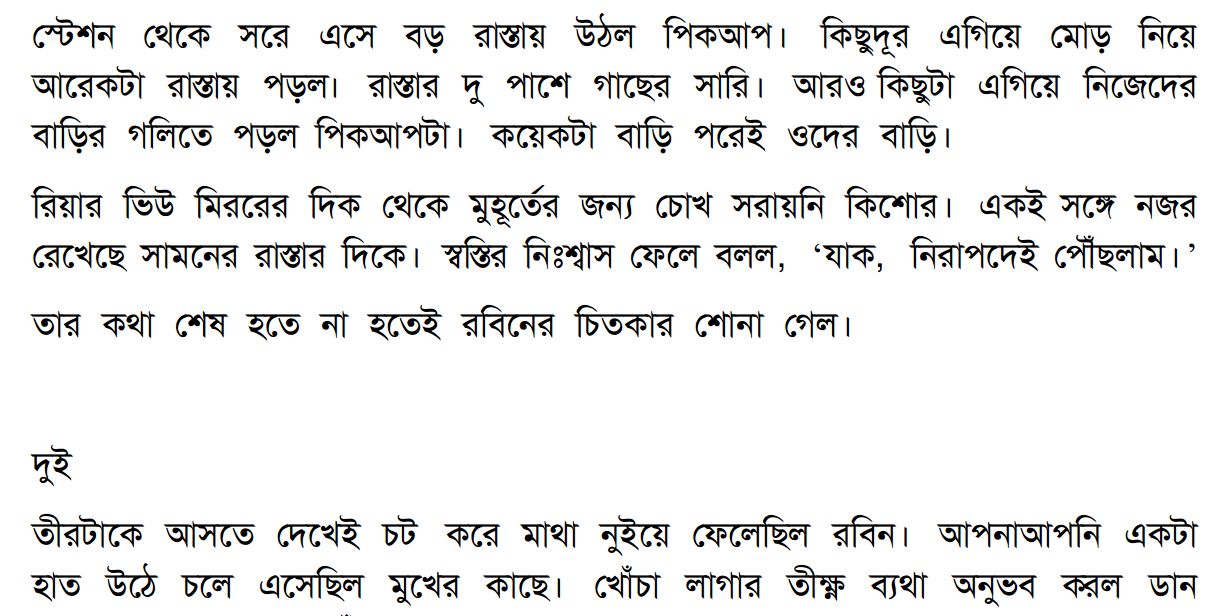 স্টেশন থেকে সরে এসে বড় রাস্তায় উঠল পিকআপ। কিছুদূর এগিয়ে মোড় নিয়ে
আরেকটা রাস্তায় পড়ল। রাস্তার দু পাশে গাছের সারি। আরও কিছুটা এগিয়ে নিজেদের
বাড়ির গলিতে পড়ল পিকআপটা। কয়েকটা বাড়ি পরেই ওদের বাড়ি।
রিয়ার ভিউ মিররের দিক থেকে মুহূর্তের জন্য চোখ সরায়নি কিশোর। একই সঙ্গে নজর
রেখেছে সামনের রাস্তার দিকে। স্বস্তির নিঃশ্বাস ফেলে বলল, ‘যাক, নিরাপদেই পৌঁছলাম।’
তার কথা শেষ হতে না হতেই রবিনের চিতকার শোনা গেল।
দুই
তীরটাকে আসতে দেখেই চট করে মাথা নুইয়ে ফেলেছিল রবিন। আপনাআপনি একটা
হাত উঠে চলে এসেছিল মুখের কাছে। খোঁচা লাগার তীক্ষ্ণ ব্যথা অনুভব করল ডান